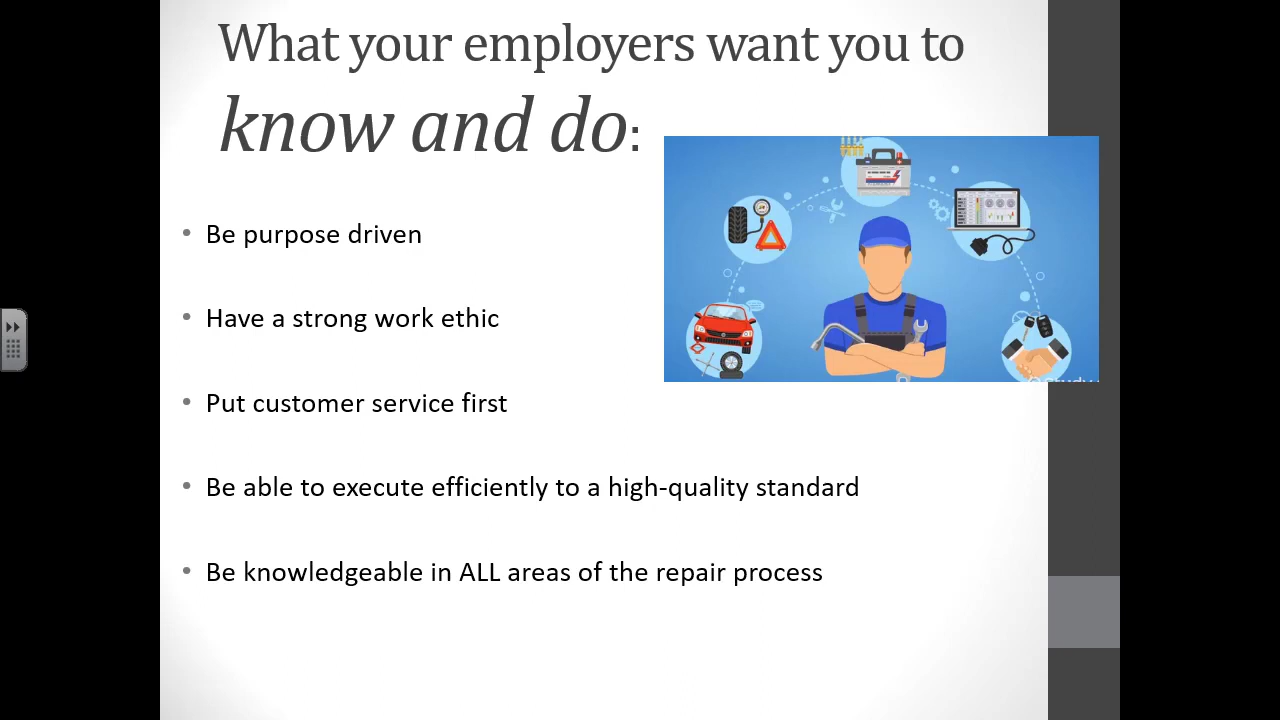 What your employers want you to
know and do:
Be purpose driven
Have a strong work ethic
Put customer service first
Be able to execute efficiently to a high-quality standard
Be knowledgeable in ALL areas of the repair process